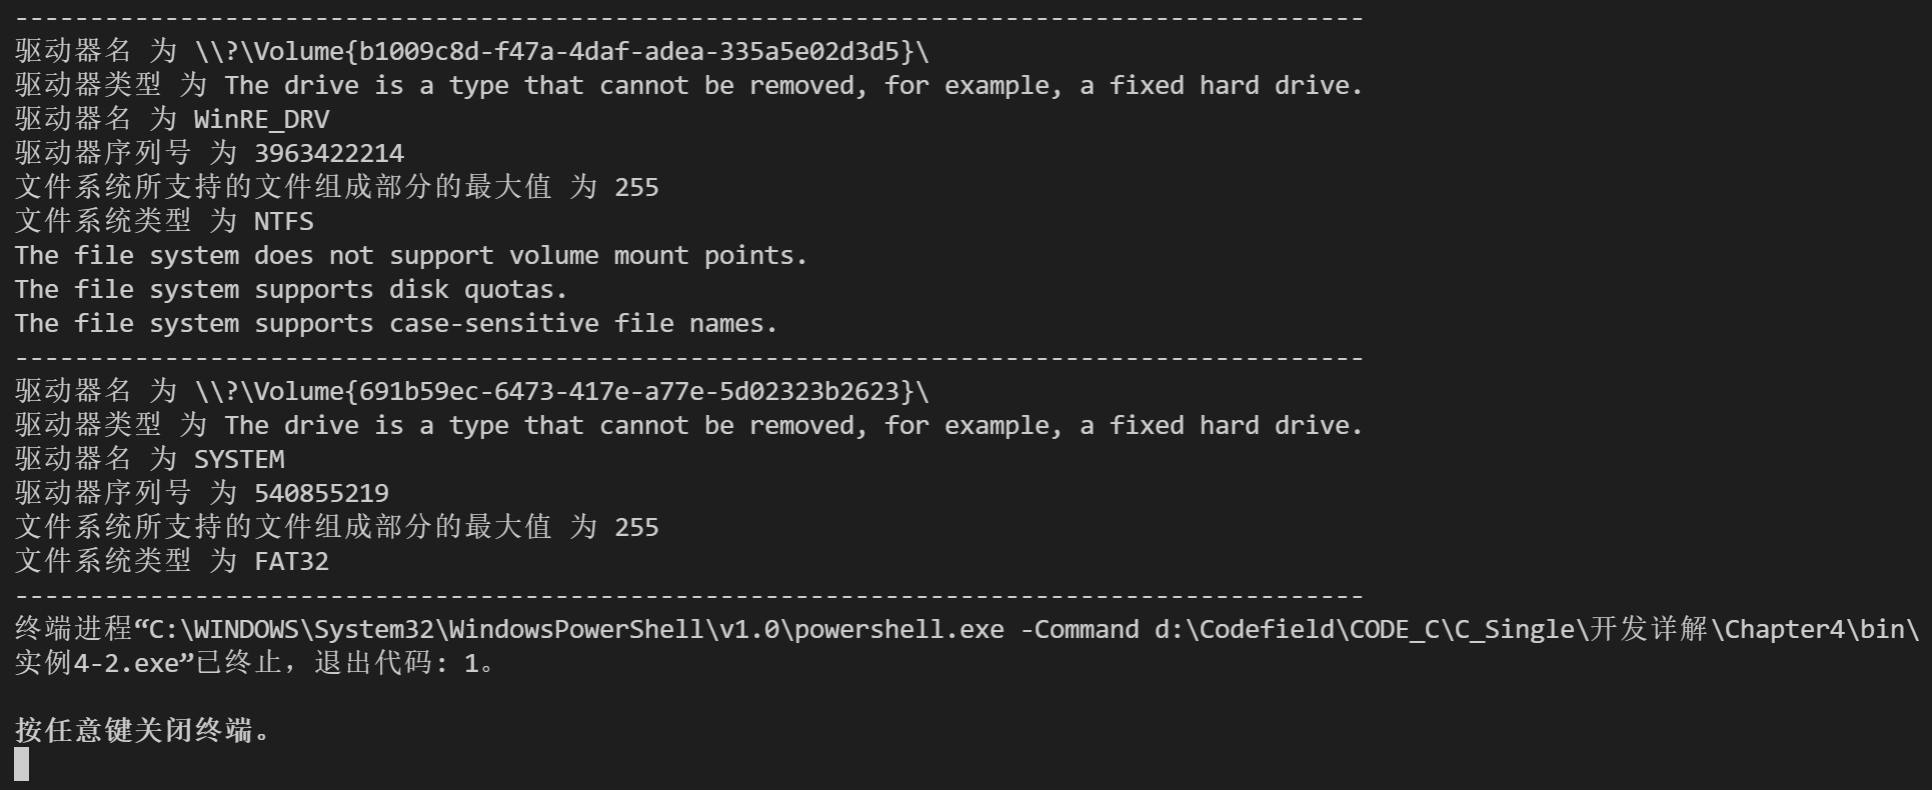 ------------------------------------------------------------------------------------------
驱动器名 为 \\?\Volume{b1009c8d-f47a-4daf-adea-335a5e02d3d5}\
驱动器类型 为 The drive is a type that cannot be removed, for example, a fixed hard drive.
驱动器名 为 WinRE_DRV
驱动器序列号 为 3963422214
文件系统所支持的文件组成部分的最大值 为 255
文件系统类型 为 NTFS
The file system does not support volume mount points.
The file system supports disk quotas.
The file system supports case-sensitive file names.
------------------------------------------------------------------------------------------
驱动器名 为 \\?\Volume{691b59ec-6473-417e-a77e-5d02323b2623}\
驱动器类型 为 The drive is a type that cannot be removed, for example, a fixed hard drive.
驱动器名 为 SYSTEM
驱动器序列号 为 540855219
文件系统所支持的文件组成部分的最大值 为 255
文件系统类型 为 FAT32
------------------------------------------------------------------------------------------
终端进程“C:\WINDOWS\System32\WindowsPowerShell\v1.0\powershell.exe -Command d:\Codefield\CODE_C\C_Single\开发详解\Chapter4\bin\
实例4-2.exe”已终止，退出代码: 1。
按任意键关闭终端。